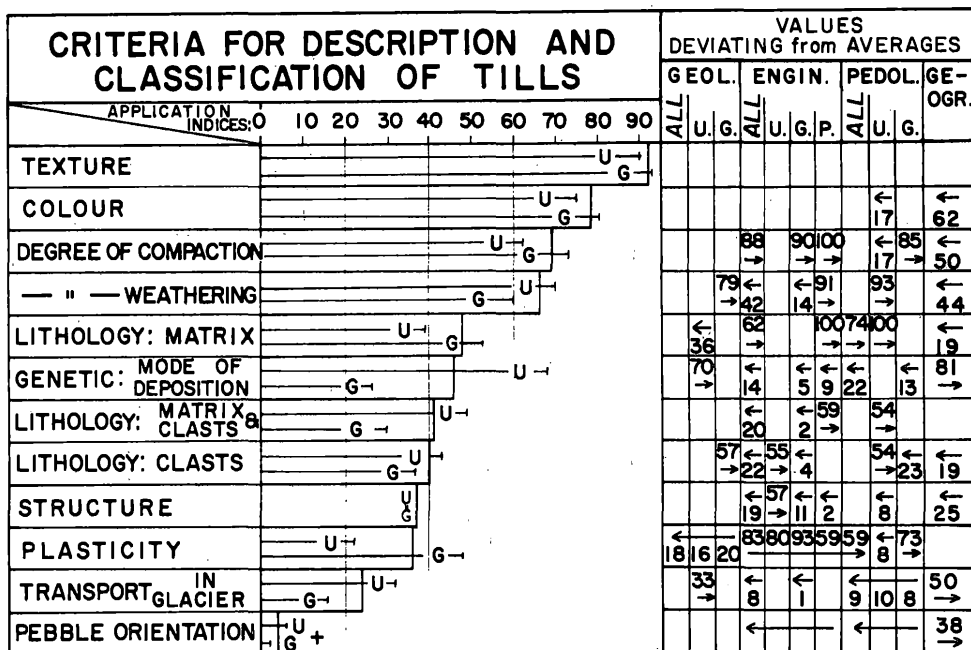 CRITERIA FOR DESCRIPTION AND
CLASSIFICATION OF TILLS
VALUES
DEVIATING from AVERAGES
GEOL. ENGIN. PEDOL. GE-
OGR.
ALL U. G. ALL U. G. P. ALL U. G.
APPLICATION
INDICES: 0 10 20 30 40 50 60 70 80 90
TEXTURE U G
COLOUR U G ← 17 ← 62
DEGREE OF COMPACTION U G 88 → 90 → 100 → ← 17 85 → ← 50
— " — WEATHERING U G 79 → ← 42 ← 14 91 → 93 → ← 44
LITHOLOGY: MATRIX U G ← 36 62 → 100 → 74 → 100 → ← 19
GENETIC: MODE OF
DEPOSITION U G 70 → ← 14 ← 5 ← 9 ← 22 ← 13 81 →
LITHOLOGY: MATRIX &
CLASTS U G ← 20 ← 2 59 → 54 →
LITHOLOGY: CLASTS U G 57 → ← 22 55 → ← 4 54 → ← 23 ← 19
STRUCTURE U G ← 19 57 → ← 11 ← 2 ← 8 ← 25
PLASTICITY U G ← 18 16 20 83 80 93 59 59 → ← 8 73 →
TRANSPORT IN
GLACIER U G 33 → ← 8 ← 1 ← 9 10 8 50 →
PEBBLE ORIENTATION U G + ← ← 38 →